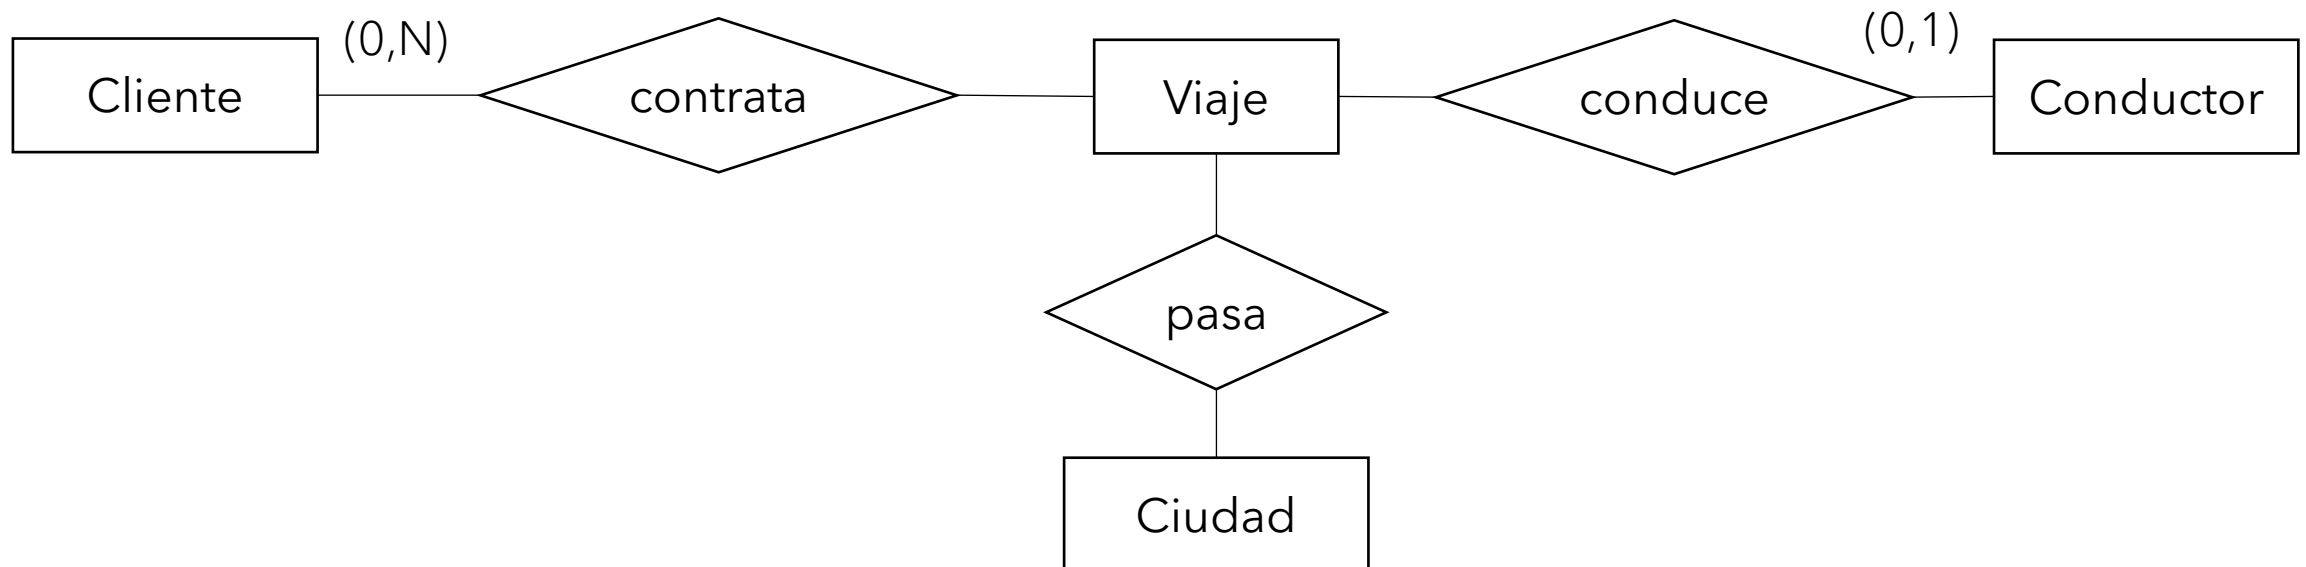 (0,N)
(0,1)
Cliente
contrata
Viaje
conduce
Conductor
pasa
Ciudad